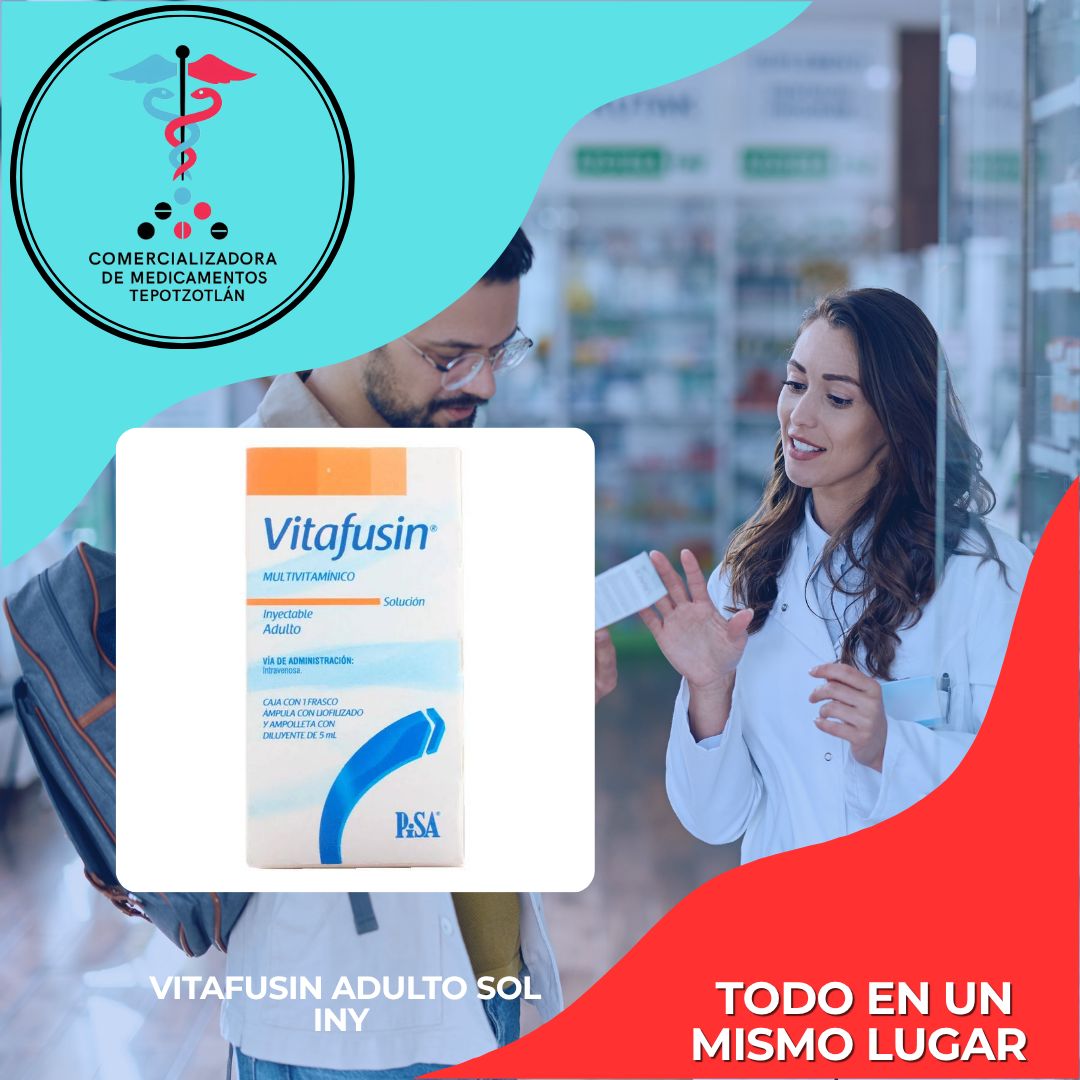 COMERCIALIZADORA
DE MEDICAMENTOS
TEPOTZOTLÁN
Vitafusin®
MULTIVITAMÍNICO
Solución
Inyectable
Adulto
VÍA DE ADMINISTRACIÓN:
Intravenosa.
CAJA CON 1 FRASCO
ÁMPULA CON LIOFILIZADO
Y AMPOLLETA CON
DILUYENTE DE 5 mL
PiSA®
VITAFUSIN ADULTO SOL
INY
TODO EN UN
MISMO LUGAR